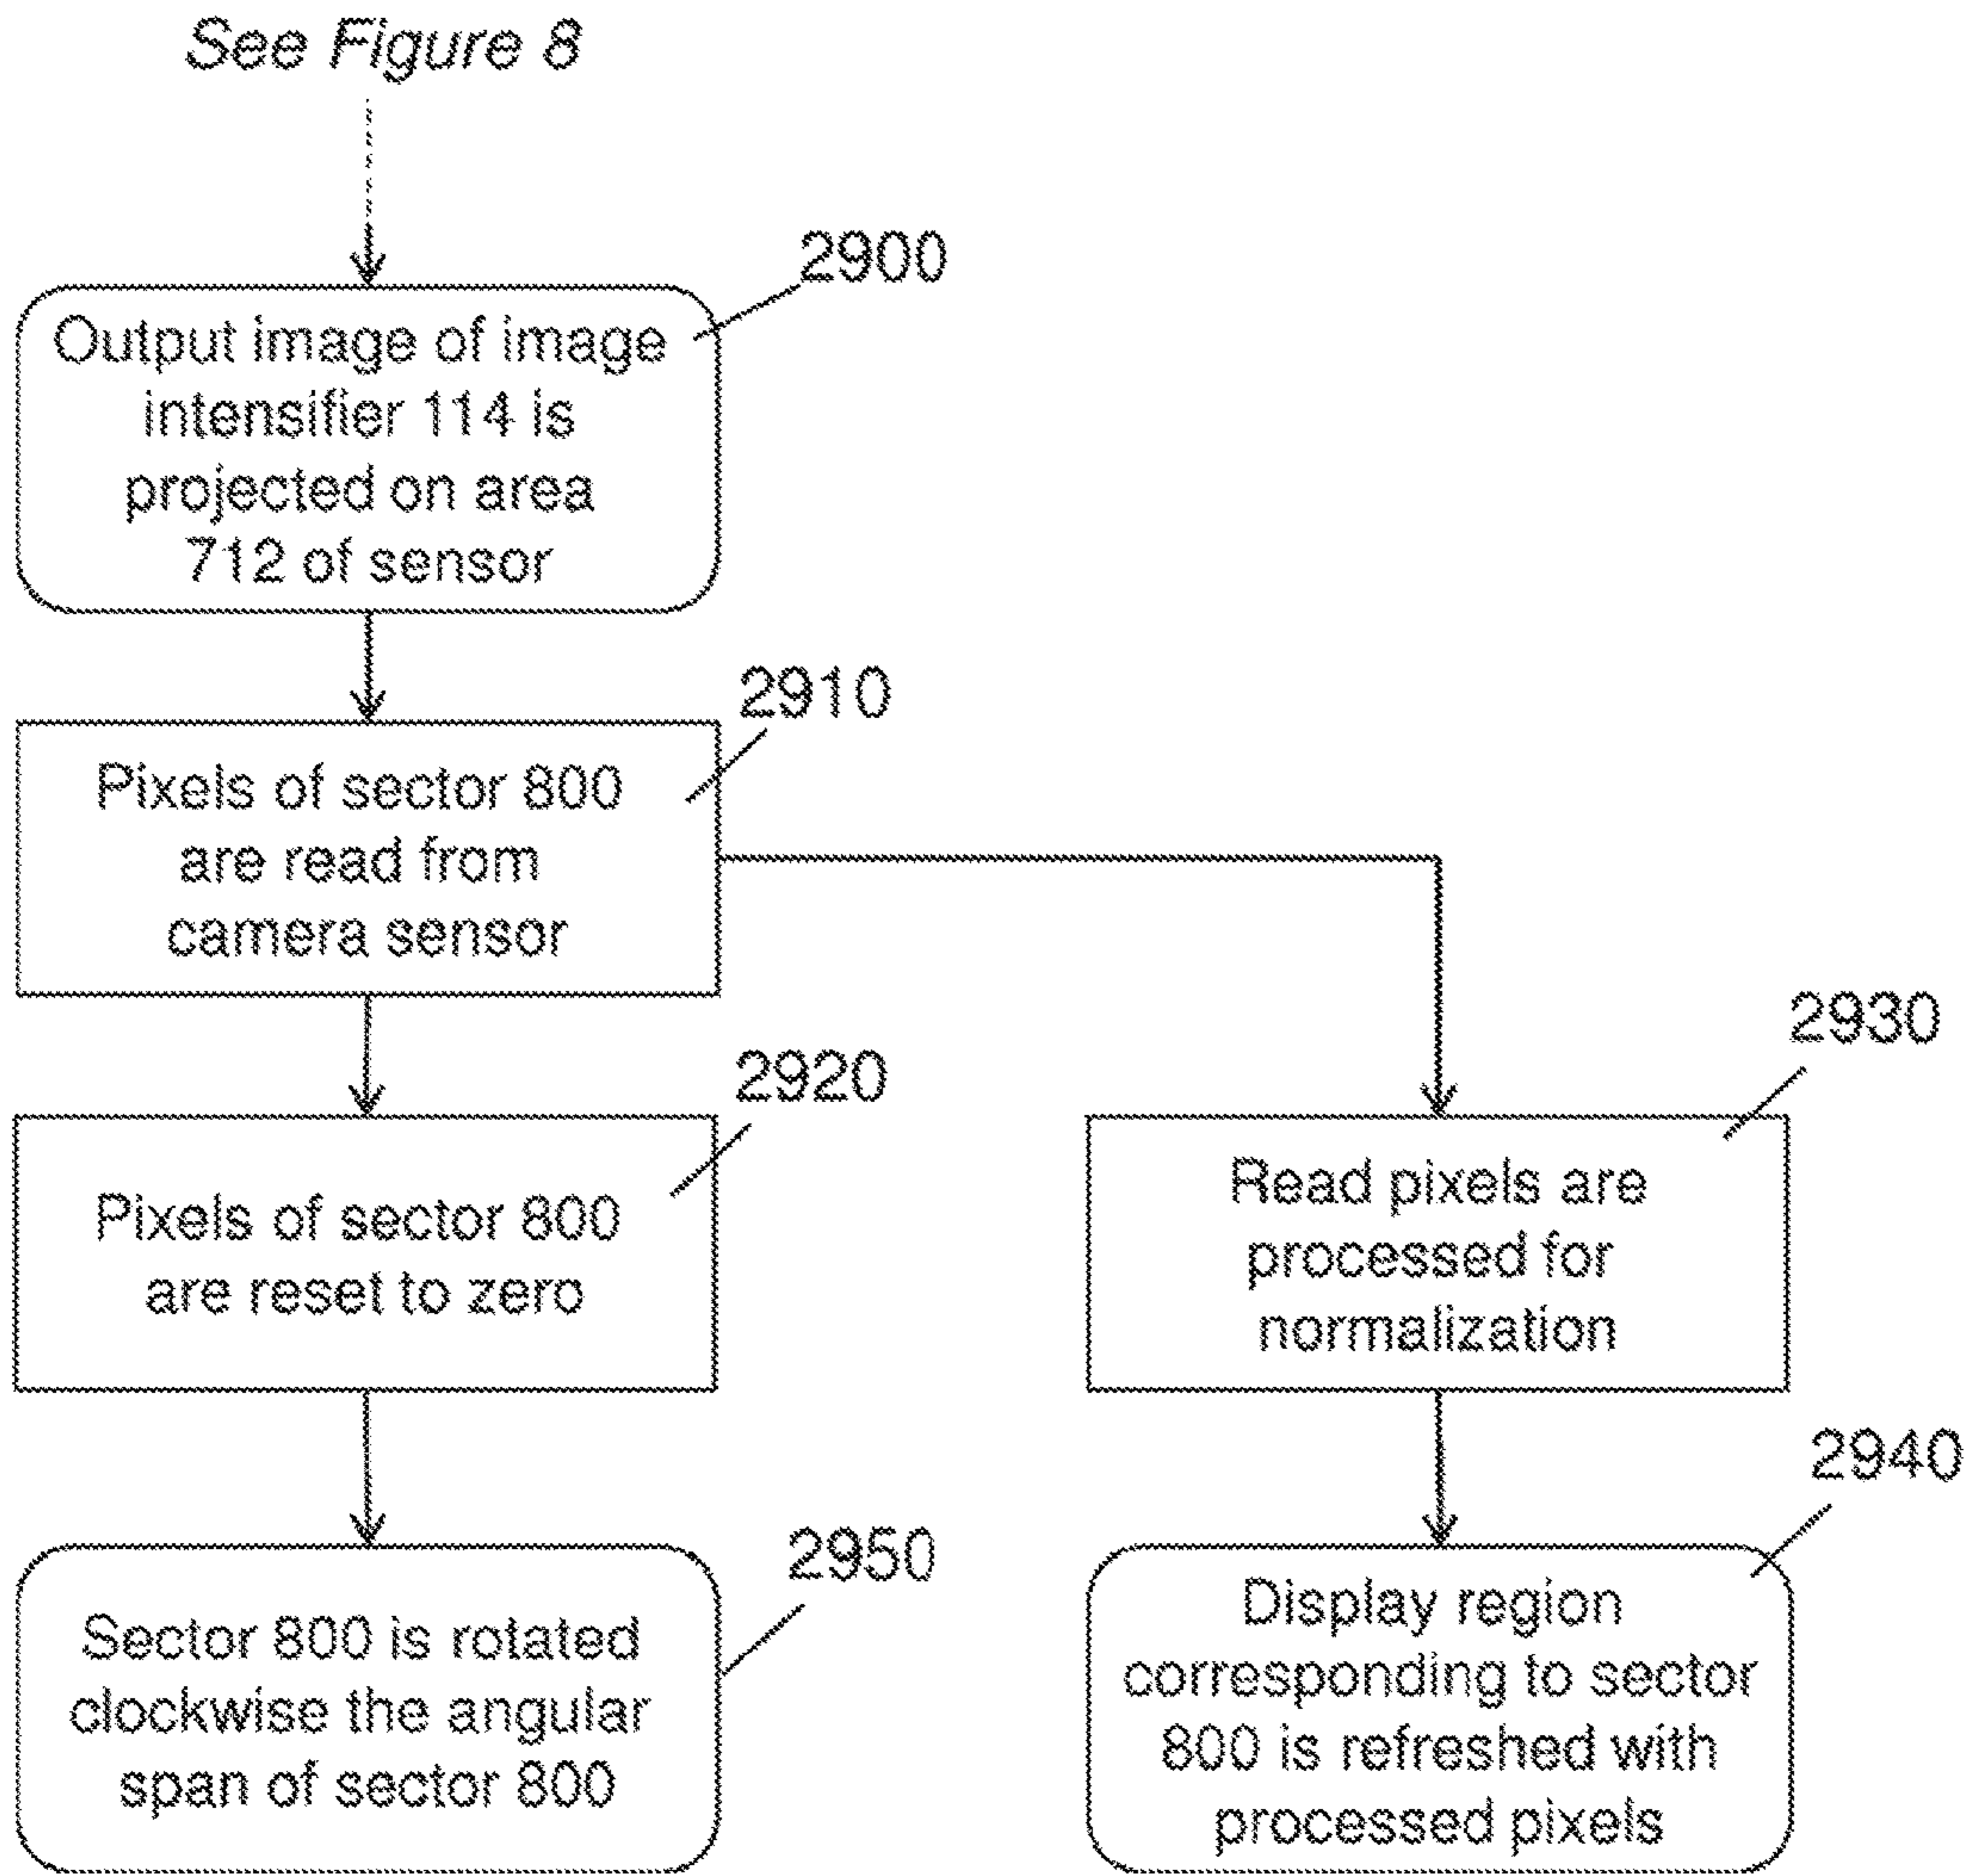 See Figure 8
2900
Output image of image
intensifier 114 is
projected on area
712 of sensor
2910
Pixels of sector 800
are read from
camera sensor
2920
Pixels of sector 800
are reset to zero
2930
Read pixels are
processed for
normalization
2940
Display region
corresponding to sector
800 is refreshed with
processed pixels
2950
Sector 800 is rotated
clockwise the angular
span of sector 800